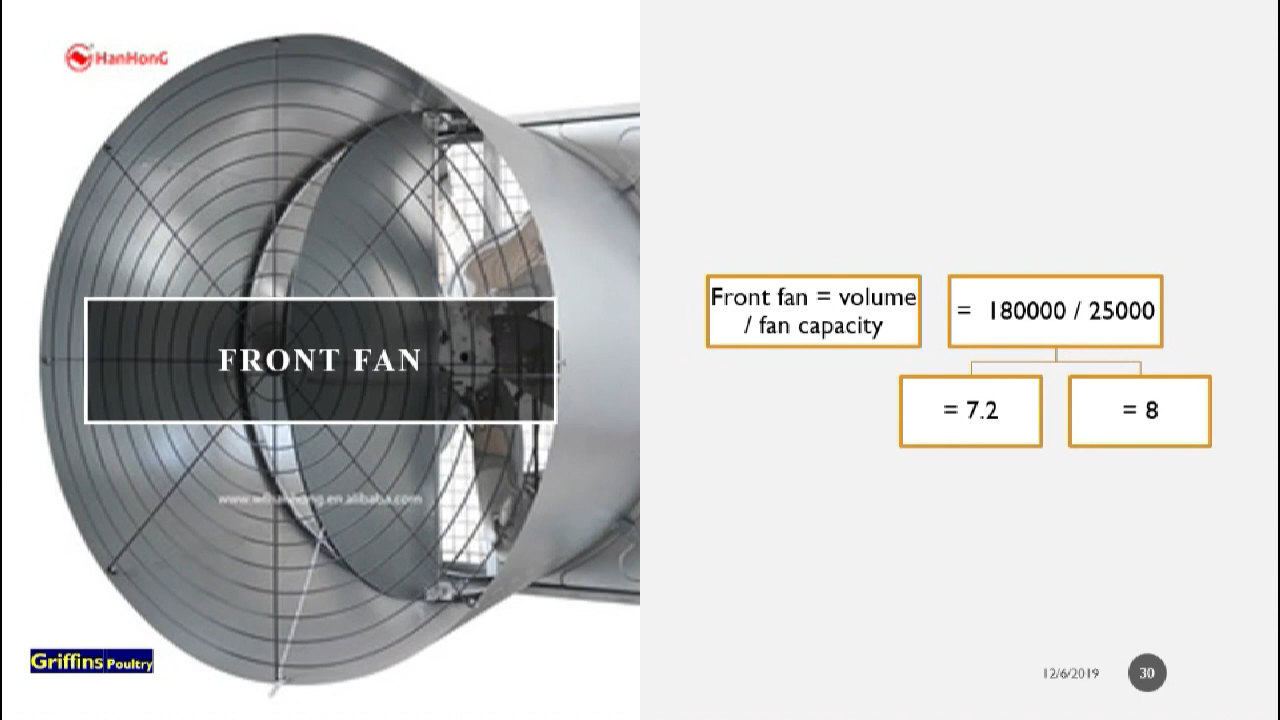 HanHonG
FRONT FAN
Griffins Poultry
Front fan = volume
/ fan capacity
= 180000 / 25000
= 7.2
= 8
12/6/2019
30